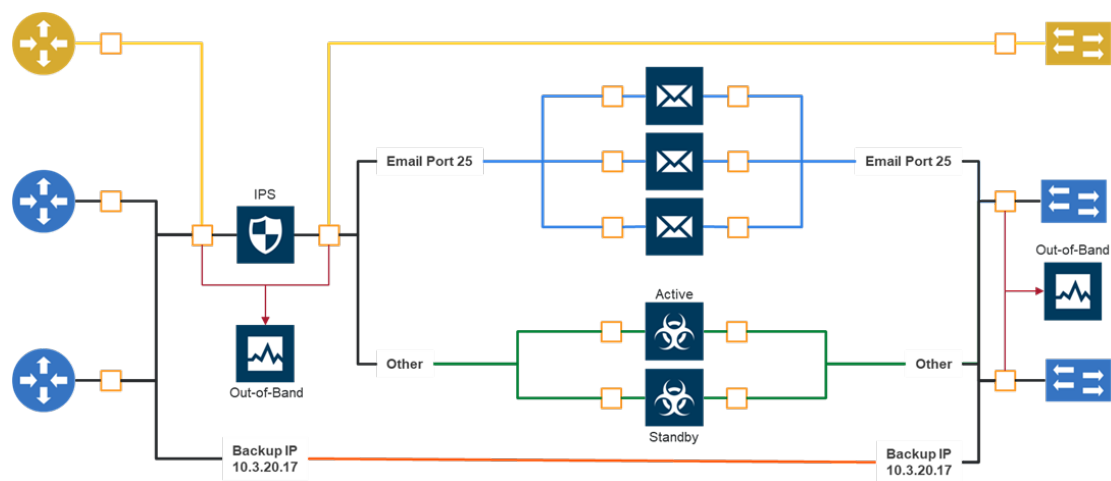 IPS
Email Port 25
Email Port 25
Out-of-Band
Active
Other
Other
Out-of-Band
Standby
Backup IP
10.3.20.17
Backup IP
10.3.20.17